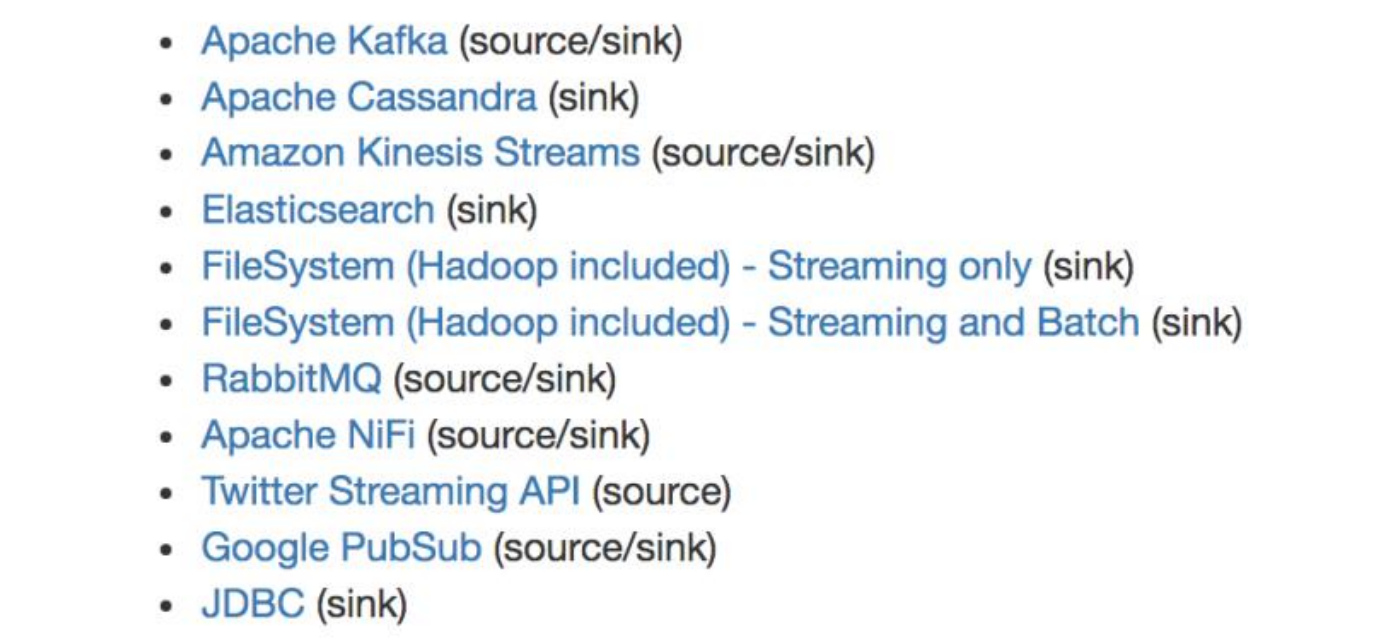 • Apache Kafka (source/sink)
• Apache Cassandra (sink)
• Amazon Kinesis Streams (source/sink)
• Elasticsearch (sink)
• FileSystem (Hadoop included) - Streaming only (sink)
• FileSystem (Hadoop included) - Streaming and Batch (sink)
• RabbitMQ (source/sink)
• Apache NiFi (source/sink)
• Twitter Streaming API (source)
• Google PubSub (source/sink)
• JDBC (sink)